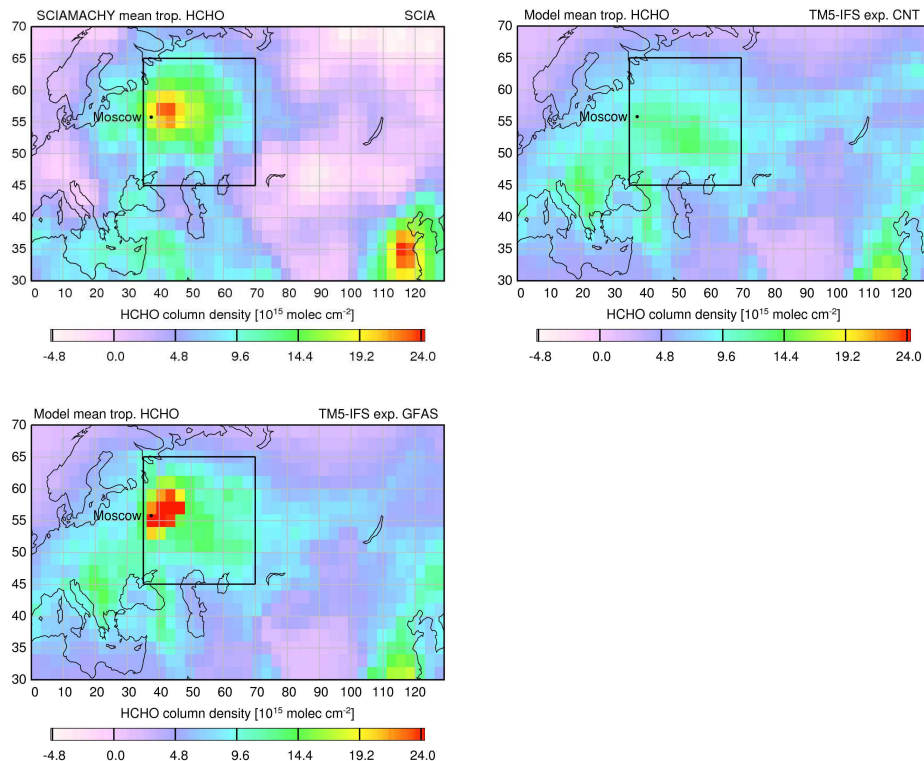 SCIAMACHY mean trop. HCHO SCIA
70
65
60
55
50
45
40
35
30
Moscow
0 10 20 30 40 50 60 70 80 90 100 110 120
HCHO column density [10¹⁵ molec cm⁻²]
-4.8 0.0 4.8 9.6 14.4 19.2 24.0
Model mean trop. HCHO TM5-IFS exp. CNT
70
65
60
55
50
45
40
35
30
Moscow
0 10 20 30 40 50 60 70 80 90 100 110 120
HCHO column density [10¹⁵ molec cm⁻²]
-4.8 0.0 4.8 9.6 14.4 19.2 24.0
Model mean trop. HCHO TM5-IFS exp. GFAS
70
65
60
55
50
45
40
35
30
Moscow
0 10 20 30 40 50 60 70 80 90 100 110 120
HCHO column density [10¹⁵ molec cm⁻²]
-4.8 0.0 4.8 9.6 14.4 19.2 24.0